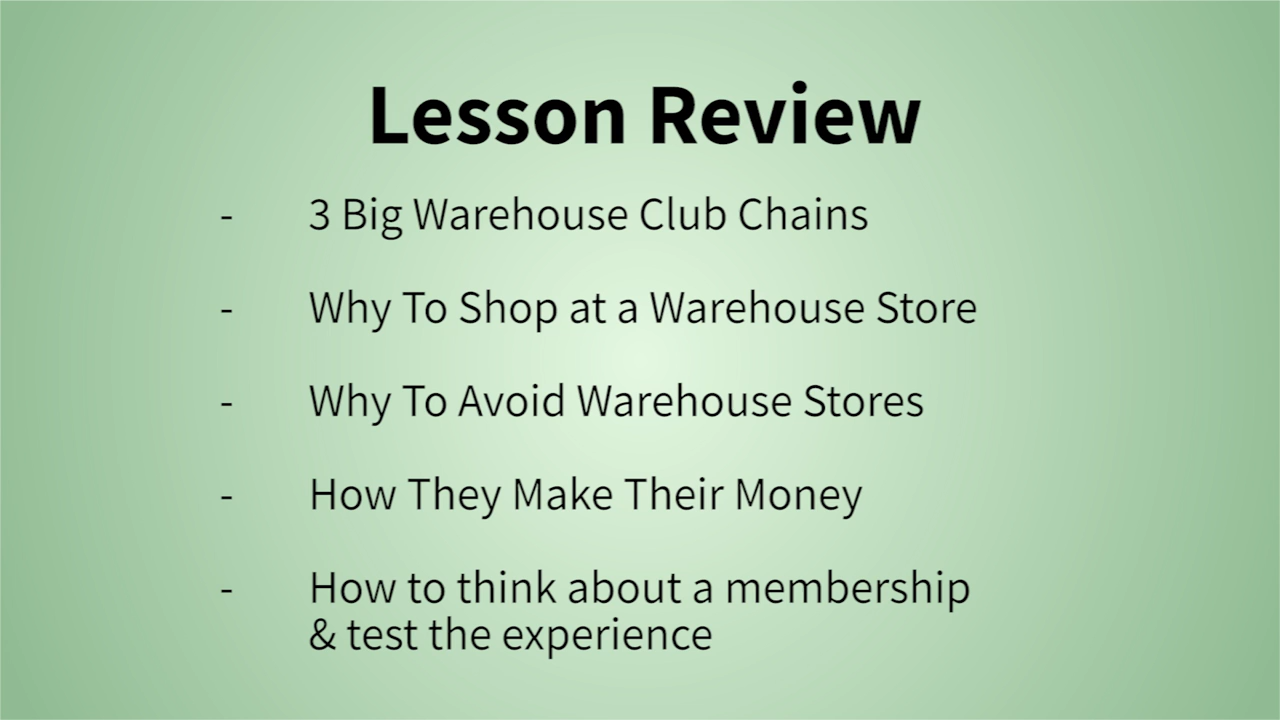 Lesson Review
- 3 Big Warehouse Club Chains
- Why To Shop at a Warehouse Store
- Why To Avoid Warehouse Stores
- How They Make Their Money
- How to think about a membership
& test the experience